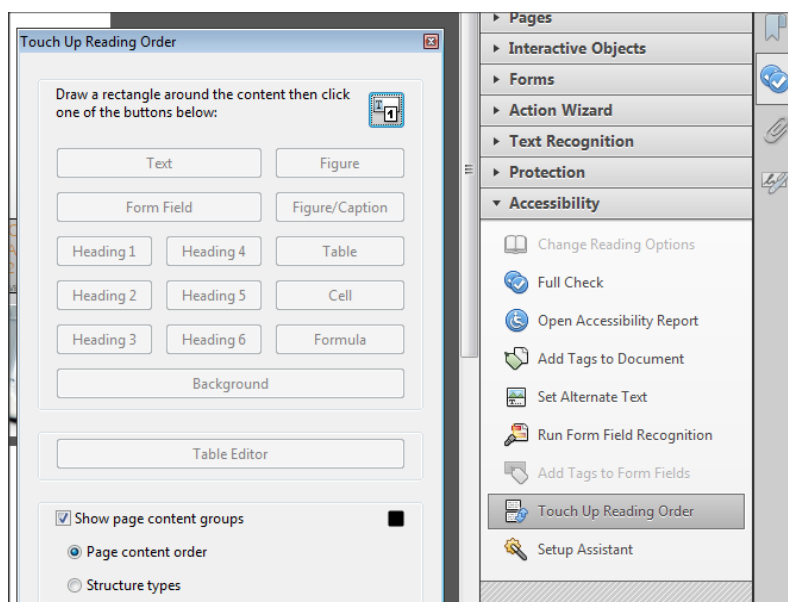 Touch Up Reading Order
Draw a rectangle around the content then click
one of the buttons below:
Text
Figure
Form Field
Figure/Caption
Heading 1
Heading 4
Table
Heading 2
Heading 5
Cell
Heading 3
Heading 6
Formula
Background
Table Editor
Show page content groups
Page content order
Structure types
Pages
Interactive Objects
Forms
Action Wizard
Text Recognition
Protection
Accessibility
Change Reading Options
Full Check
Open Accessibility Report
Add Tags to Document
Set Alternate Text
Run Form Field Recognition
Add Tags to Form Fields
Touch Up Reading Order
Setup Assistant